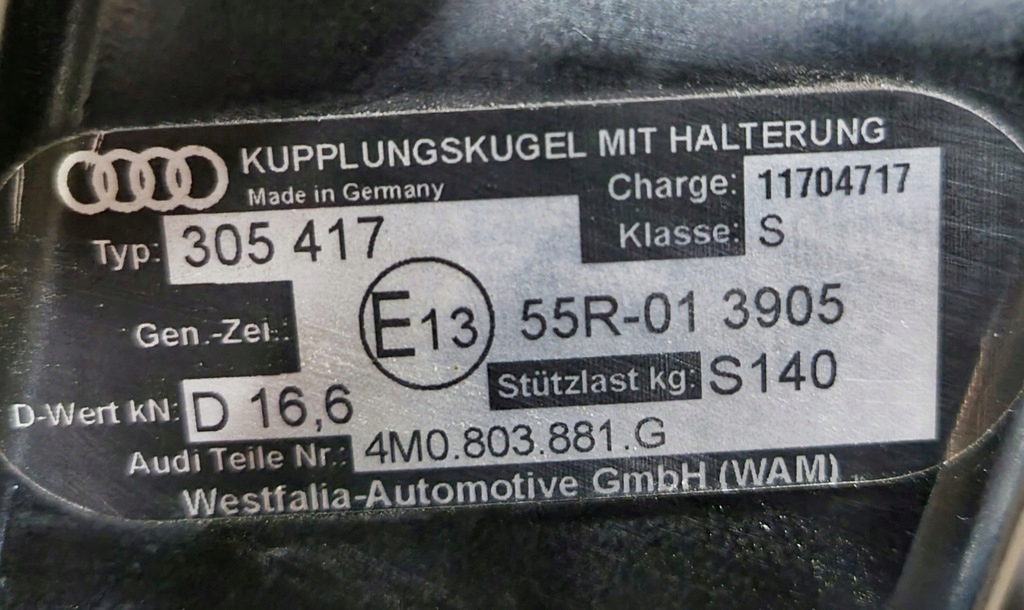 KUPPLUNGSKUGEL MIT HALTERUNG
Made in Germany
Charge: 11704717
Typ: 305 417
Klasse: S
Gen.-Zei.: E13 55R-01 3905
Stützlast kg: S140
D-Wert kN: D 16,6
Audi Teile Nr.: 4M0.803.881.G
Westfalia-Automotive GmbH (WAM)